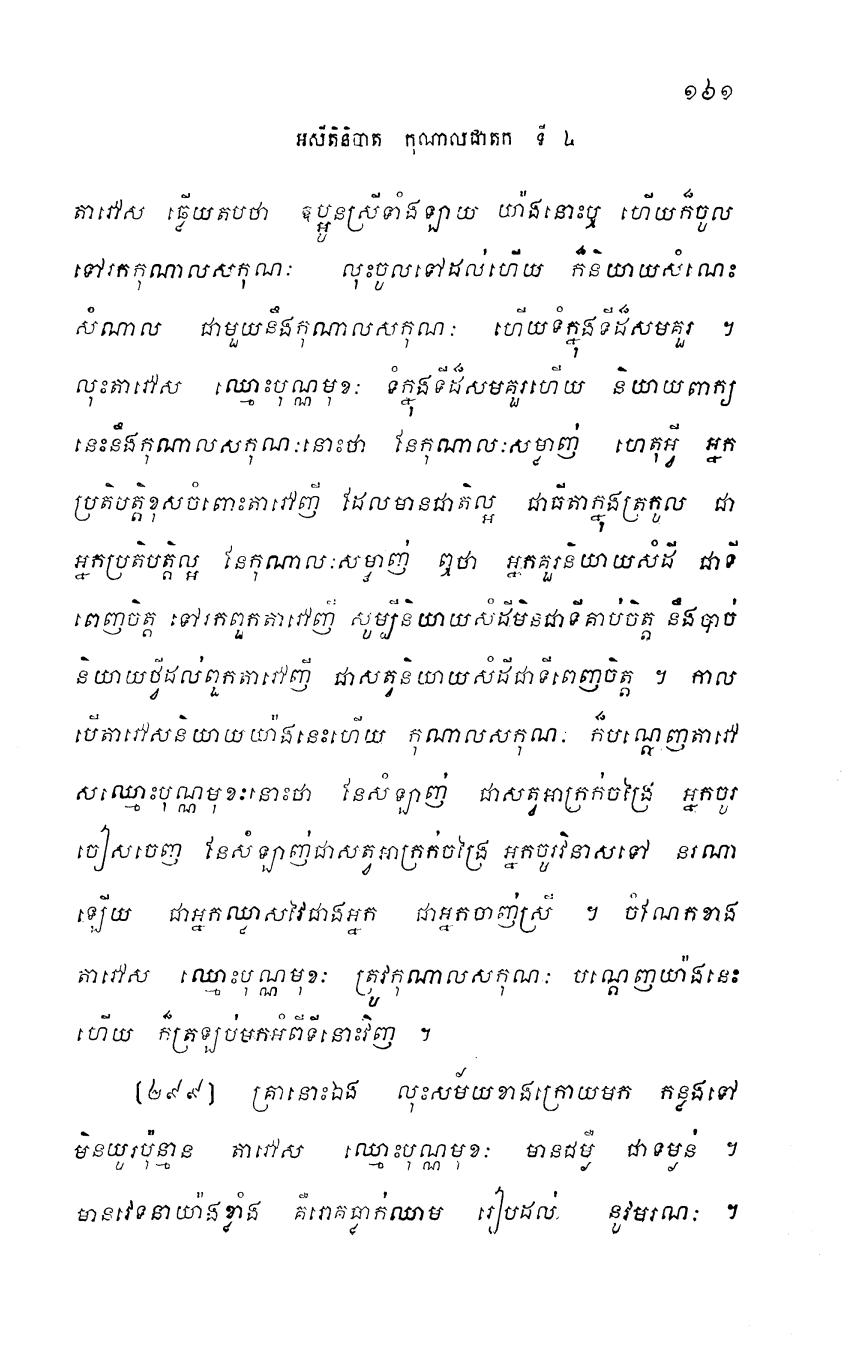 ១៦១
អសីតិនិបាត កុណាលជាតក ទី ៤
តាវៅស ធ្វើយតបថា ឧប្អូនស្រីទាំងឡាយ យ៉ាងនោះឬ ហើយក៏ចូល
ទៅរកកុណាលសកុណៈ លុះចូលទៅដល់ហើយ ក៏និយាយសំណេះ
សំណាល ជាមួយនឹងកុណាលសកុណៈ ហើយទំក្នុងទីដ៏សមគួរ ។
លុះតាវៅស ឈ្មោះបុណ្ណមុខៈ ទំក្នុងទីដ៏សមគួរហើយ និយាយពាក្យ
នេះនឹងកុណាលសកុណៈនោះថា នែកុណាលៈសម្លាញ់ ហេតុអ្វី អ្នក
ប្រតិបត្តិខុសចំពោះតាវៅញី ដែលមានជាតិល្អ ជាធីតាក្នុងត្រកូល ជា
អ្នកប្រតិបត្តិល្អ នែកុណាលៈសម្លាញ់ ឮថា អ្នកគួរនិយាយសំដី ជាទី
ពេញចិត្ត ទៅរកពួកតាវៅញី សូម្បីនិយាយសំដីមិនជាទីគាប់ចិត្ត នឹងបាច់
និយាយថ្វីដល់ពួកតាវៅញី ជាសត្វនិយាយសំដីជាទីពេញចិត្ត ។ កាល
បើតាវៅសនិយាយយ៉ាងនេះហើយ កុណាលសកុណៈ ក៏បណ្តេញតាវៅ
សឈ្មោះបុណ្ណមុខៈនោះថា នែសំឡាញ់ ជាសត្វអាក្រក់ចង្រៃ អ្នកចូរ
ចៀសចេញ នែសំឡាញ់ជាសត្វអាក្រក់ចង្រៃ អ្នកចូរវិនាសទៅ នរណា
ឡើយ ជាអ្នកឈ្លាសវៃជាងអ្នក ជាអ្នកចាញ់ស្រី ។ ចំណែកខាង
តាវៅស ឈ្មោះបុណ្ណមុខៈ ត្រូវកុណាលសកុណៈ បណ្តេញយ៉ាងនេះ
ហើយ ក៏ត្រឡប់មកអំពីទីនោះវិញ ។
(២៩៩) គ្រានោះឯង លុះសម័យខាងក្រោយមក កន្លងទៅ
មិនយូរប៉ុន្មាន តាវៅស ឈ្មោះបុណ្ណមុខៈ មានជម្ងឺ ជាទម្ងន់ ។
មានវេទនាយ៉ាងខ្លាំង គឺរោគធ្លាក់ឈាម រៀបដល់ នូវមរណៈ ។